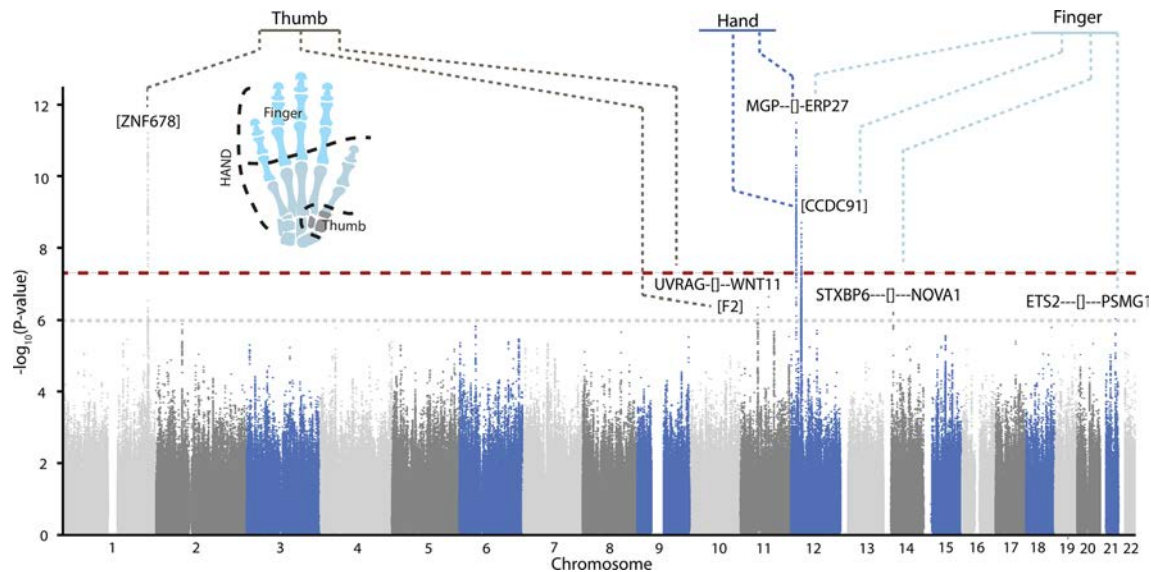 Thumb
Hand
Finger
12
10
8
6
4
2
0
-log10(P-value)
[ZNF678]
HAND
Finger
Thumb
MGP--[]-ERP27
[CCDC91]
UVRAG-[]--WNT11
[F2]
STXBP6---[]---NOVA1
ETS2---[]---PSMG1
1 2 3 4 5 6 7 8 9 10 11 12 13 14 15 16 17 18 19 20 21 22
Chromosome